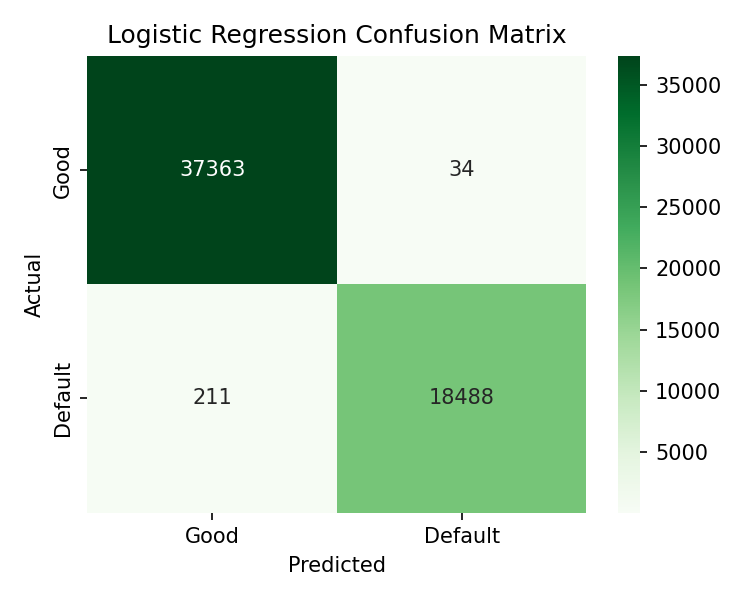 Logistic Regression Confusion Matrix
Actual
Good
Default
37363
34
211
18488
Good
Default
Predicted
35000
30000
25000
20000
15000
10000
5000